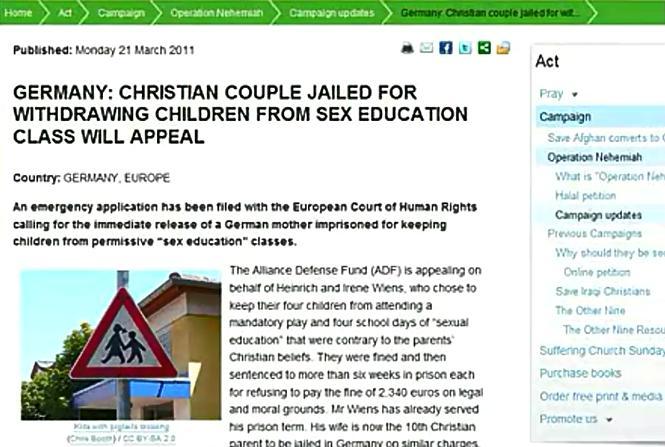 Home Act Campaign Operation Nehemiah Campaign updates Germany: Christian couple jailed for wit...
Published: Monday 21 March 2011
GERMANY: CHRISTIAN COUPLE JAILED FOR
WITHDRAWING CHILDREN FROM SEX EDUCATION
CLASS WILL APPEAL
Country: GERMANY, EUROPE
An emergency application has been filed with the European Court of Human Rights
calling for the immediate release of a German mother imprisoned for keeping
children from permissive "sex education" classes.
The Alliance Defense Fund (ADF) is appealing on
behalf of Heinrich and Irene Wiens, who chose to
keep their four children from attending a
mandatory play and four school days of "sexual
education" that were contrary to the parents'
Christian beliefs. They were fined and then
sentenced to more than six weeks in prison each
for refusing to pay the fine of 2,340 euros on legal
and moral grounds. Mr Wiens has already served
his prison term. His wife is now the 10th Christian
parent to be jailed in Germany on similar charges
Kids with pigtails crossing
(Chris Booth) / CC BY-SA 2.0
Act
Pray
Campaign
Save Afghan converts to C
Operation Nehemiah
What is "Operation Neh
Halal petition
Campaign updates
Previous Campaigns
Why should they be se
Online petition
Save Iraqi Christians
The Other Nine
The Other Nine Resou
Suffering Church Sunday
Purchase books
Order free print & media
Promote us